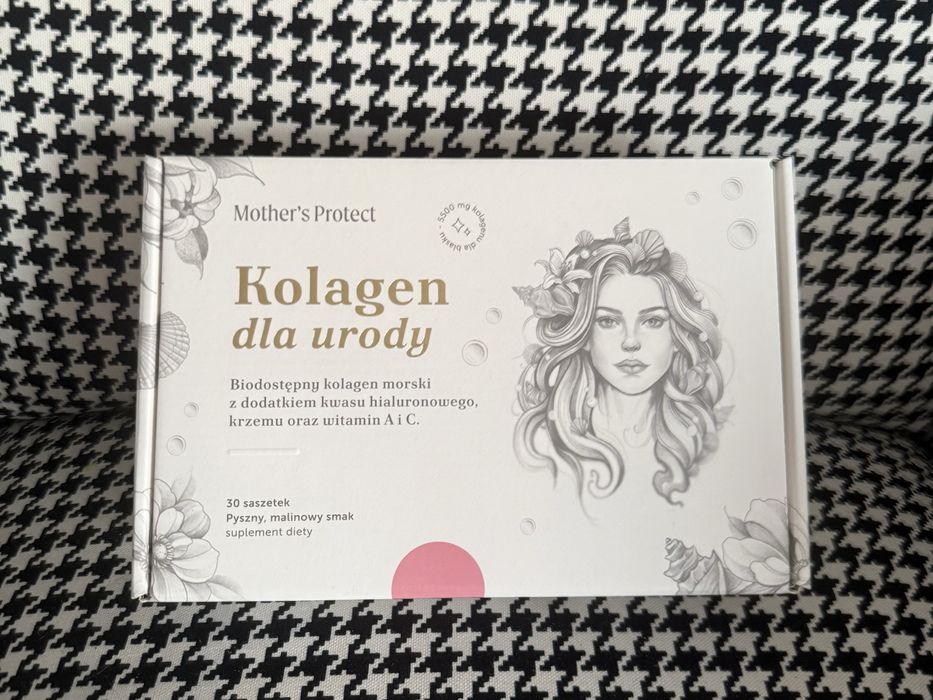 Mother's Protect
5500 mg kolagenu dla blasku -
Kolagen
dla urody
Biodostępny kolagen morski
z dodatkiem kwasu hialuronowego,
krzemu oraz witamin A i C.
30 saszetek
Pyszny, malinowy smak
suplement diety